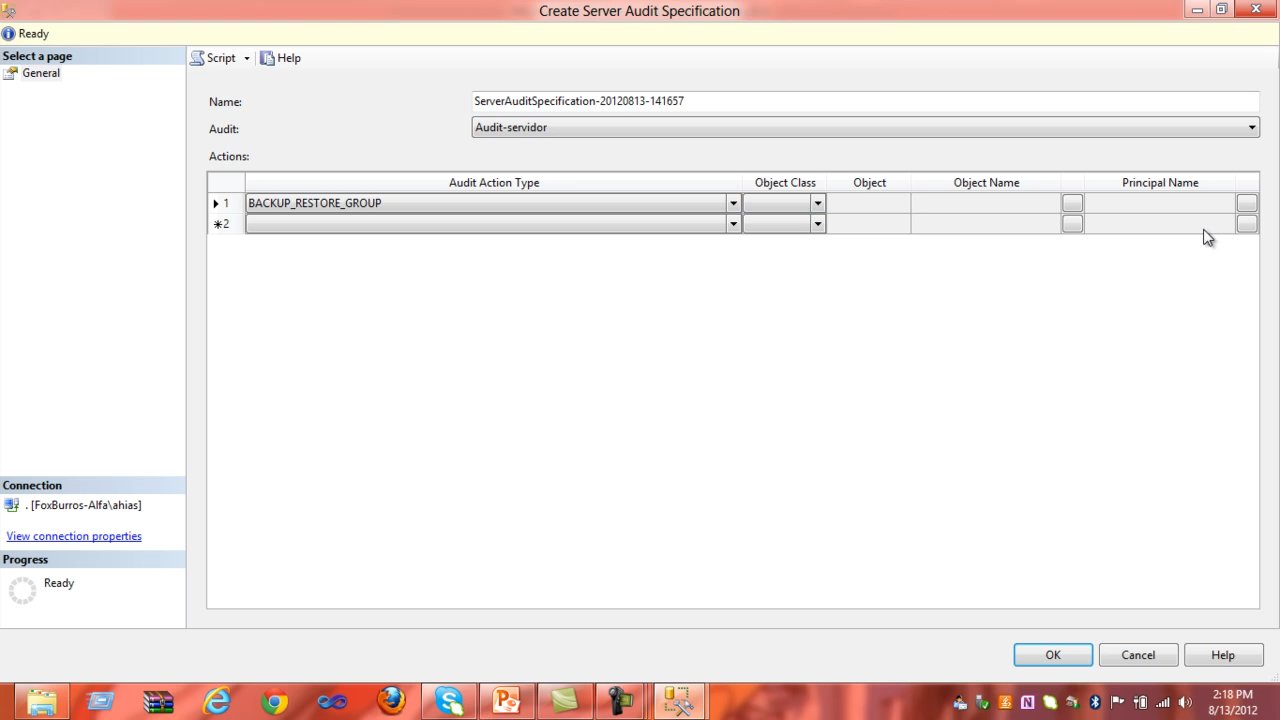 Create Server Audit Specification
Ready
Select a page
General
Script
Help
Name:
ServerAuditSpecification-20120813-141657
Audit:
Audit-servidor
Actions:
Audit Action Type Object Class Object Object Name Principal Name
1 BACKUP_RESTORE_GROUP
*2
Connection
. [FoxBurros-Alfa\ahias]
View connection properties
Progress
Ready
OK Cancel Help
2:18 PM
8/13/2012